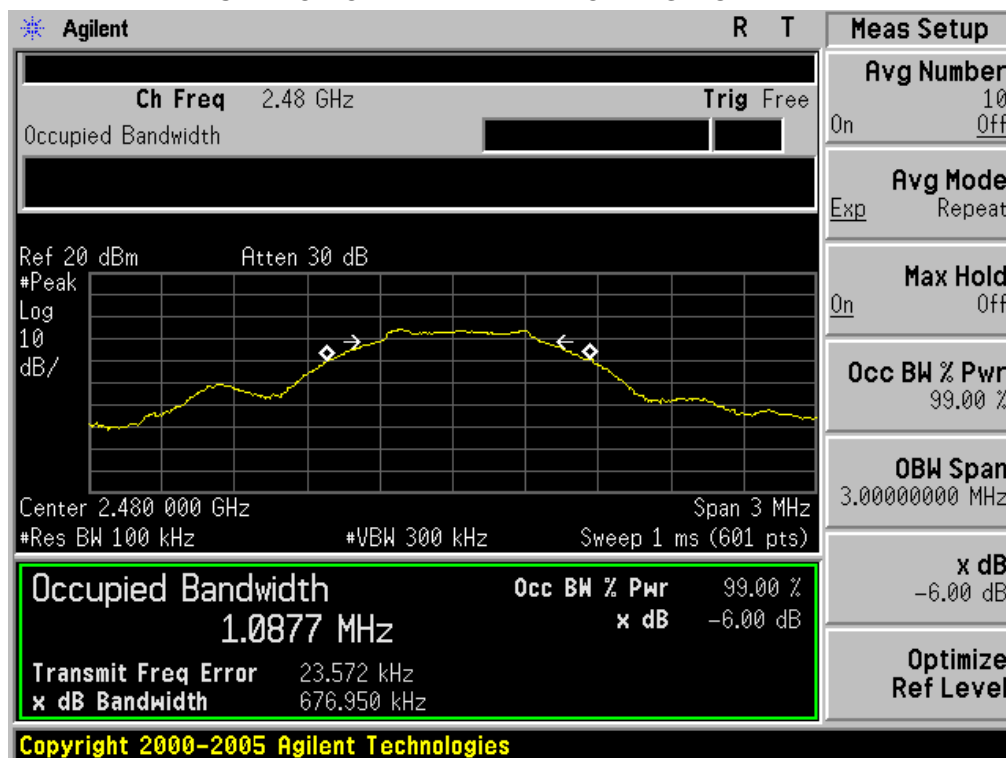 Agilent R T
Ch Freq 2.48 GHz Trig Free
Occupied Bandwidth
Ref 20 dBm Atten 30 dB
#Peak
Log
10
dB/
Center 2.480 000 GHz Span 3 MHz
#Res BW 100 kHz #VBW 300 kHz Sweep 1 ms (601 pts)
Occupied Bandwidth Occ BW % Pwr 99.00 %
1.0877 MHz x dB -6.00 dB
Transmit Freq Error 23.572 kHz
x dB Bandwidth 676.950 kHz
Copyright 2000-2005 Agilent Technologies
Meas Setup
Avg Number
10
On Off
Avg Mode
Exp Repeat
Max Hold
On Off
Occ BW % Pwr
99.00 %
OBW Span
3.00000000 MHz
x dB
-6.00 dB
Optimize
Ref Level